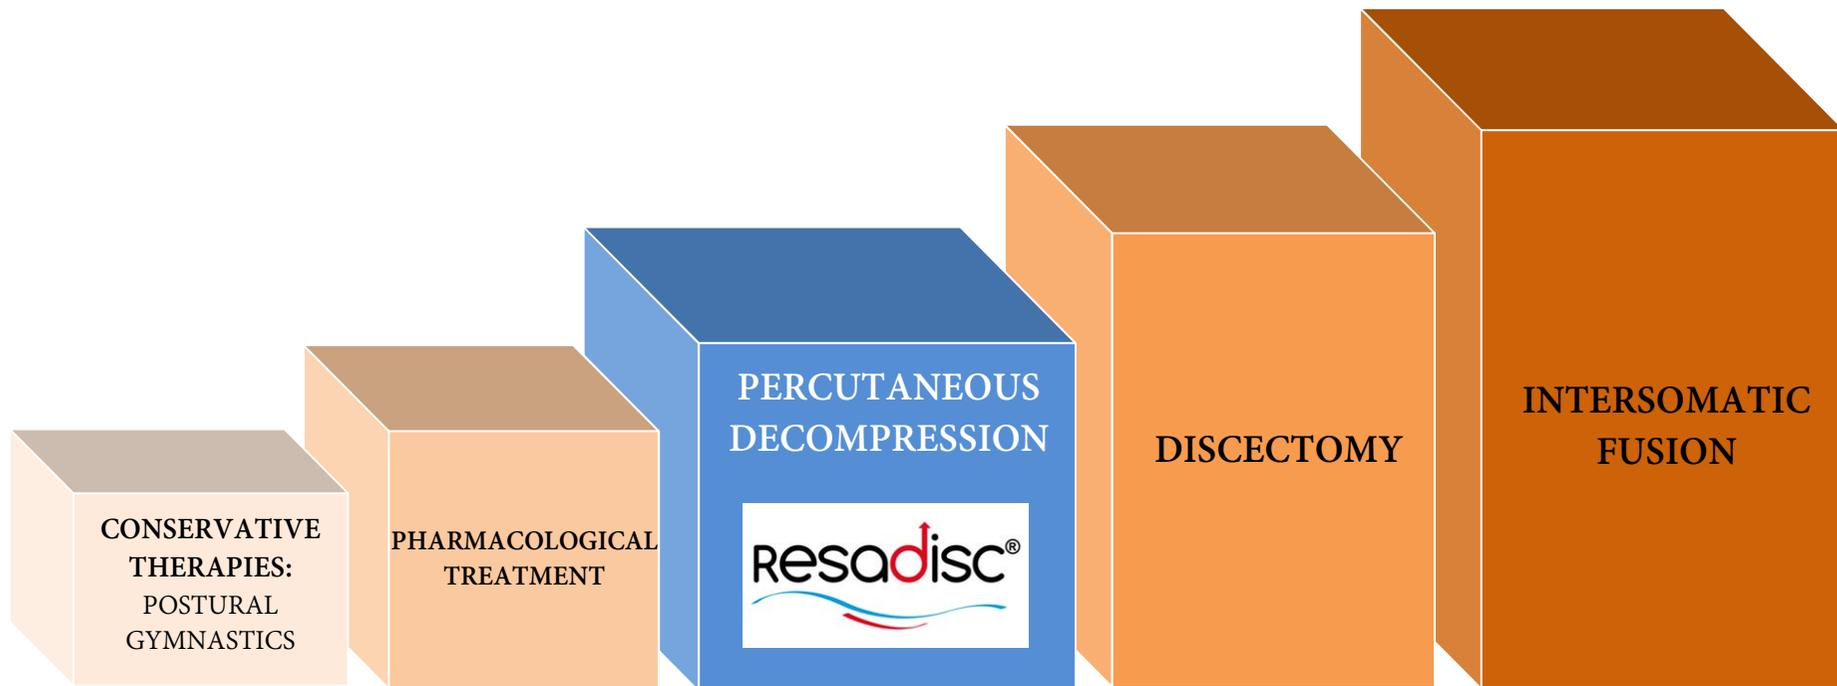 CONSERVATIVE
THERAPIES:
POSTURAL
GYMNASTICS
PHARMACOLOGICAL
TREATMENT
PERCUTANEOUS
DECOMPRESSION
Resadisc®
DISCECTOMY
INTERSOMATIC
FUSION